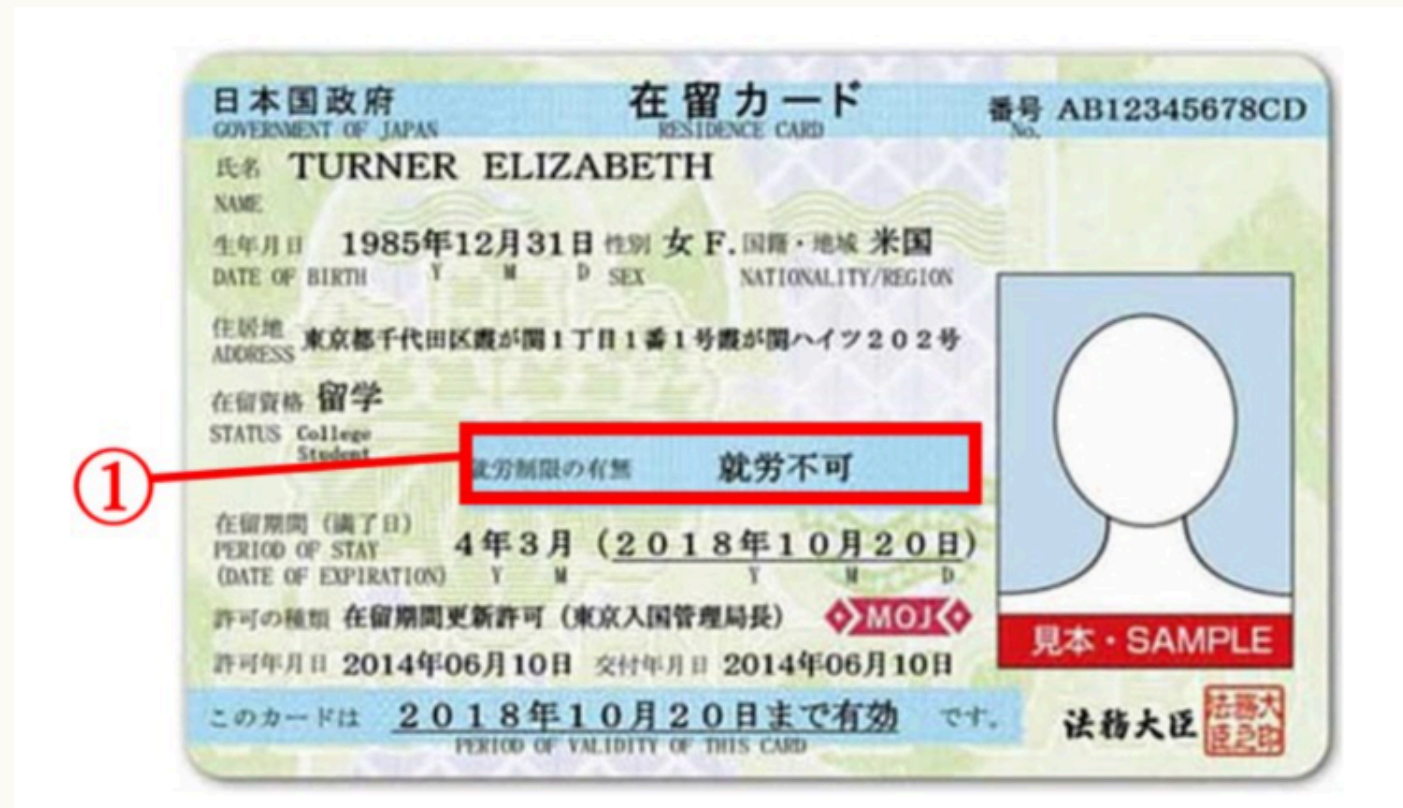 日本国政府 在留カード 番号 AB12345678CD
GOVERNMENT OF JAPAN RESIDENCE CARD No.
氏名 TURNER ELIZABETH
NAME
生年月日 1985年12月31日 性別 女 F. 国籍・地域 米国
DATE OF BIRTH Y M D SEX NATIONALITY/REGION
住居地 東京都千代田区霞が関1丁目1番1号霞が関ハイツ202号
ADDRESS
在留資格 留学
STATUS College
Student
① 就労制限の有無 就労不可
在留期間(満了日) 4年3月(2018年10月20日)
PERIOD OF STAY
(DATE OF EXPIRATION) Y M Y M D
許可の種類 在留期間更新許可(東京入国管理局長) MOJ
見本・SAMPLE
許可年月日 2014年06月10日 交付年月日 2014年06月10日
このカードは 2018年10月20日まで有効 です。
PERIOD OF VALIDITY OF THIS CARD
法務大臣